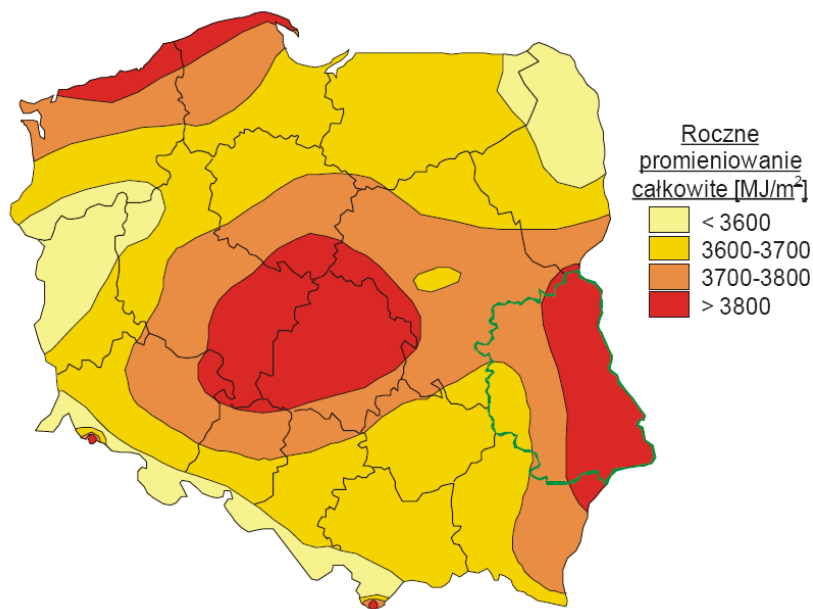 Roczne
promieniowanie
całkowite [MJ/m²]
< 3600
3600-3700
3700-3800
> 3800